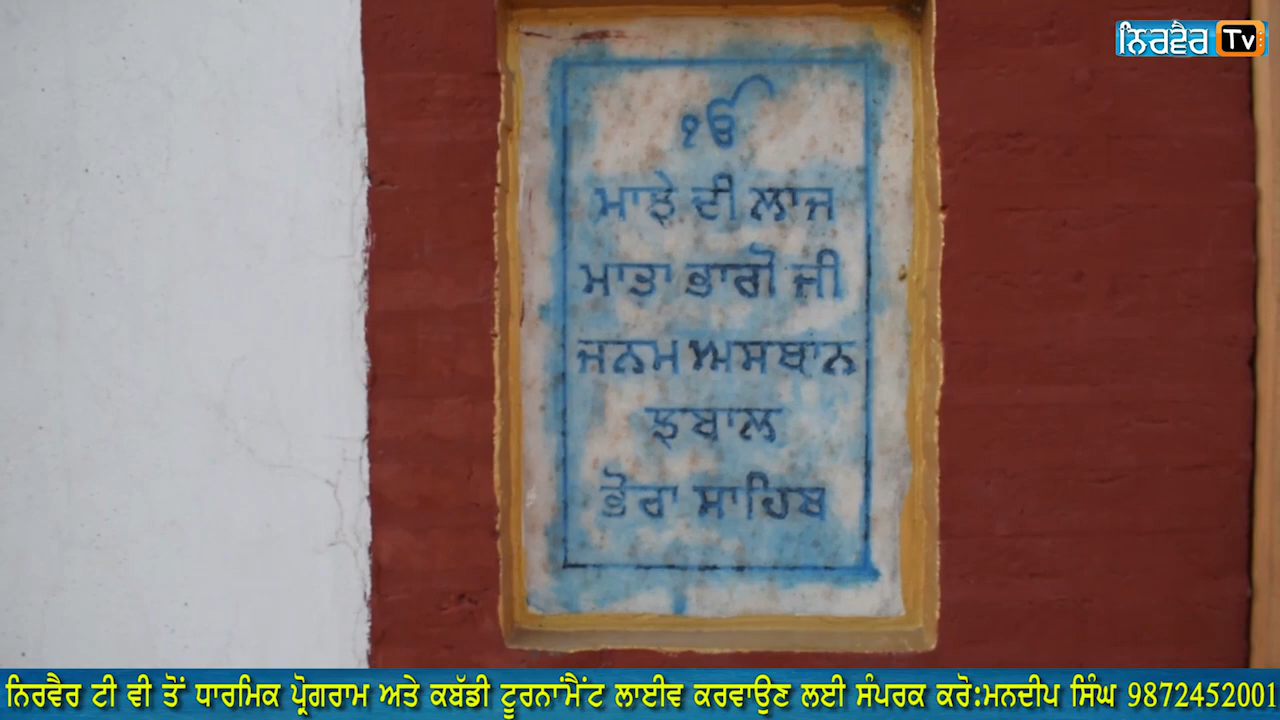 ਨਿਰਵੈਰ Tv
ੴ
ਮਾਝੇ ਦੀ ਲਾਜ
ਮਾਤਾ ਭਾਗੋਂ ਜੀ
ਜਨਮ ਅਸਥਾਨ
ਝਬਾਲ
ਭੋਰਾ ਸਾਹਿਬ
ਨਿਰਵੈਰ ਟੀ ਵੀ ਤੋਂ ਧਾਰਮਿਕ ਪ੍ਰੋਗਰਾਮ ਅਤੇ ਕਬੱਡੀ ਟੂਰਨਾਂਮੈਂਟ ਲਾਈਵ ਕਰਵਾਉਣ ਲਈ ਸੰਪਰਕ ਕਰੋ:ਮਨਦੀਪ ਸਿੰਘ 9872452001